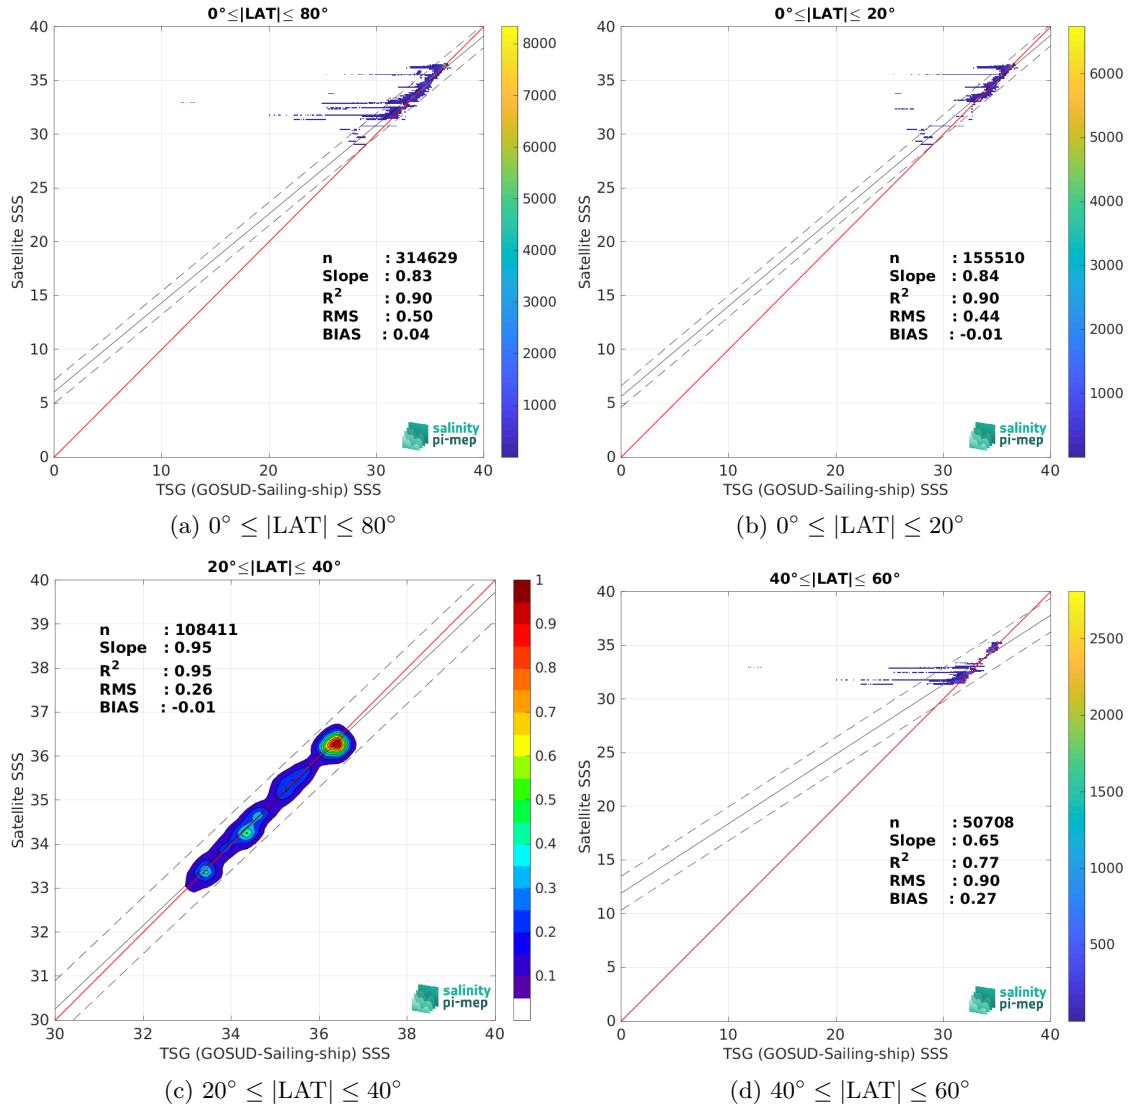 0°≤|LAT|≤ 80°
40
35
30
25
20
15
10
5
0
0
10
20
30
40
Satellite SSS
TSG (GOSUD-Sailing-ship) SSS
n : 314629
Slope : 0.83
R² : 0.90
RMS : 0.50
BIAS : 0.04
salinity
pi-mep
8000
7000
6000
5000
4000
3000
2000
1000
(a) 0° ≤ |LAT| ≤ 80°
0°≤|LAT|≤ 20°
40
35
30
25
20
15
10
5
0
0
10
20
30
40
Satellite SSS
TSG (GOSUD-Sailing-ship) SSS
n : 155510
Slope : 0.84
R² : 0.90
RMS : 0.44
BIAS : -0.01
salinity
pi-mep
6000
5000
4000
3000
2000
1000
(b) 0° ≤ |LAT| ≤ 20°
20°≤|LAT|≤ 40°
40
39
38
37
36
35
34
33
32
31
30
30
32
34
36
38
40
Satellite SSS
TSG (GOSUD-Sailing-ship) SSS
n : 108411
Slope : 0.95
R² : 0.95
RMS : 0.26
BIAS : -0.01
salinity
pi-mep
1
0.9
0.8
0.7
0.6
0.5
0.4
0.3
0.2
0.1
(c) 20° ≤ |LAT| ≤ 40°
40°≤|LAT|≤ 60°
40
35
30
25
20
15
10
5
0
0
10
20
30
40
Satellite SSS
TSG (GOSUD-Sailing-ship) SSS
n : 50708
Slope : 0.65
R² : 0.77
RMS : 0.90
BIAS : 0.27
salinity
pi-mep
2500
2000
1500
1000
500
(d) 40° ≤ |LAT| ≤ 60°